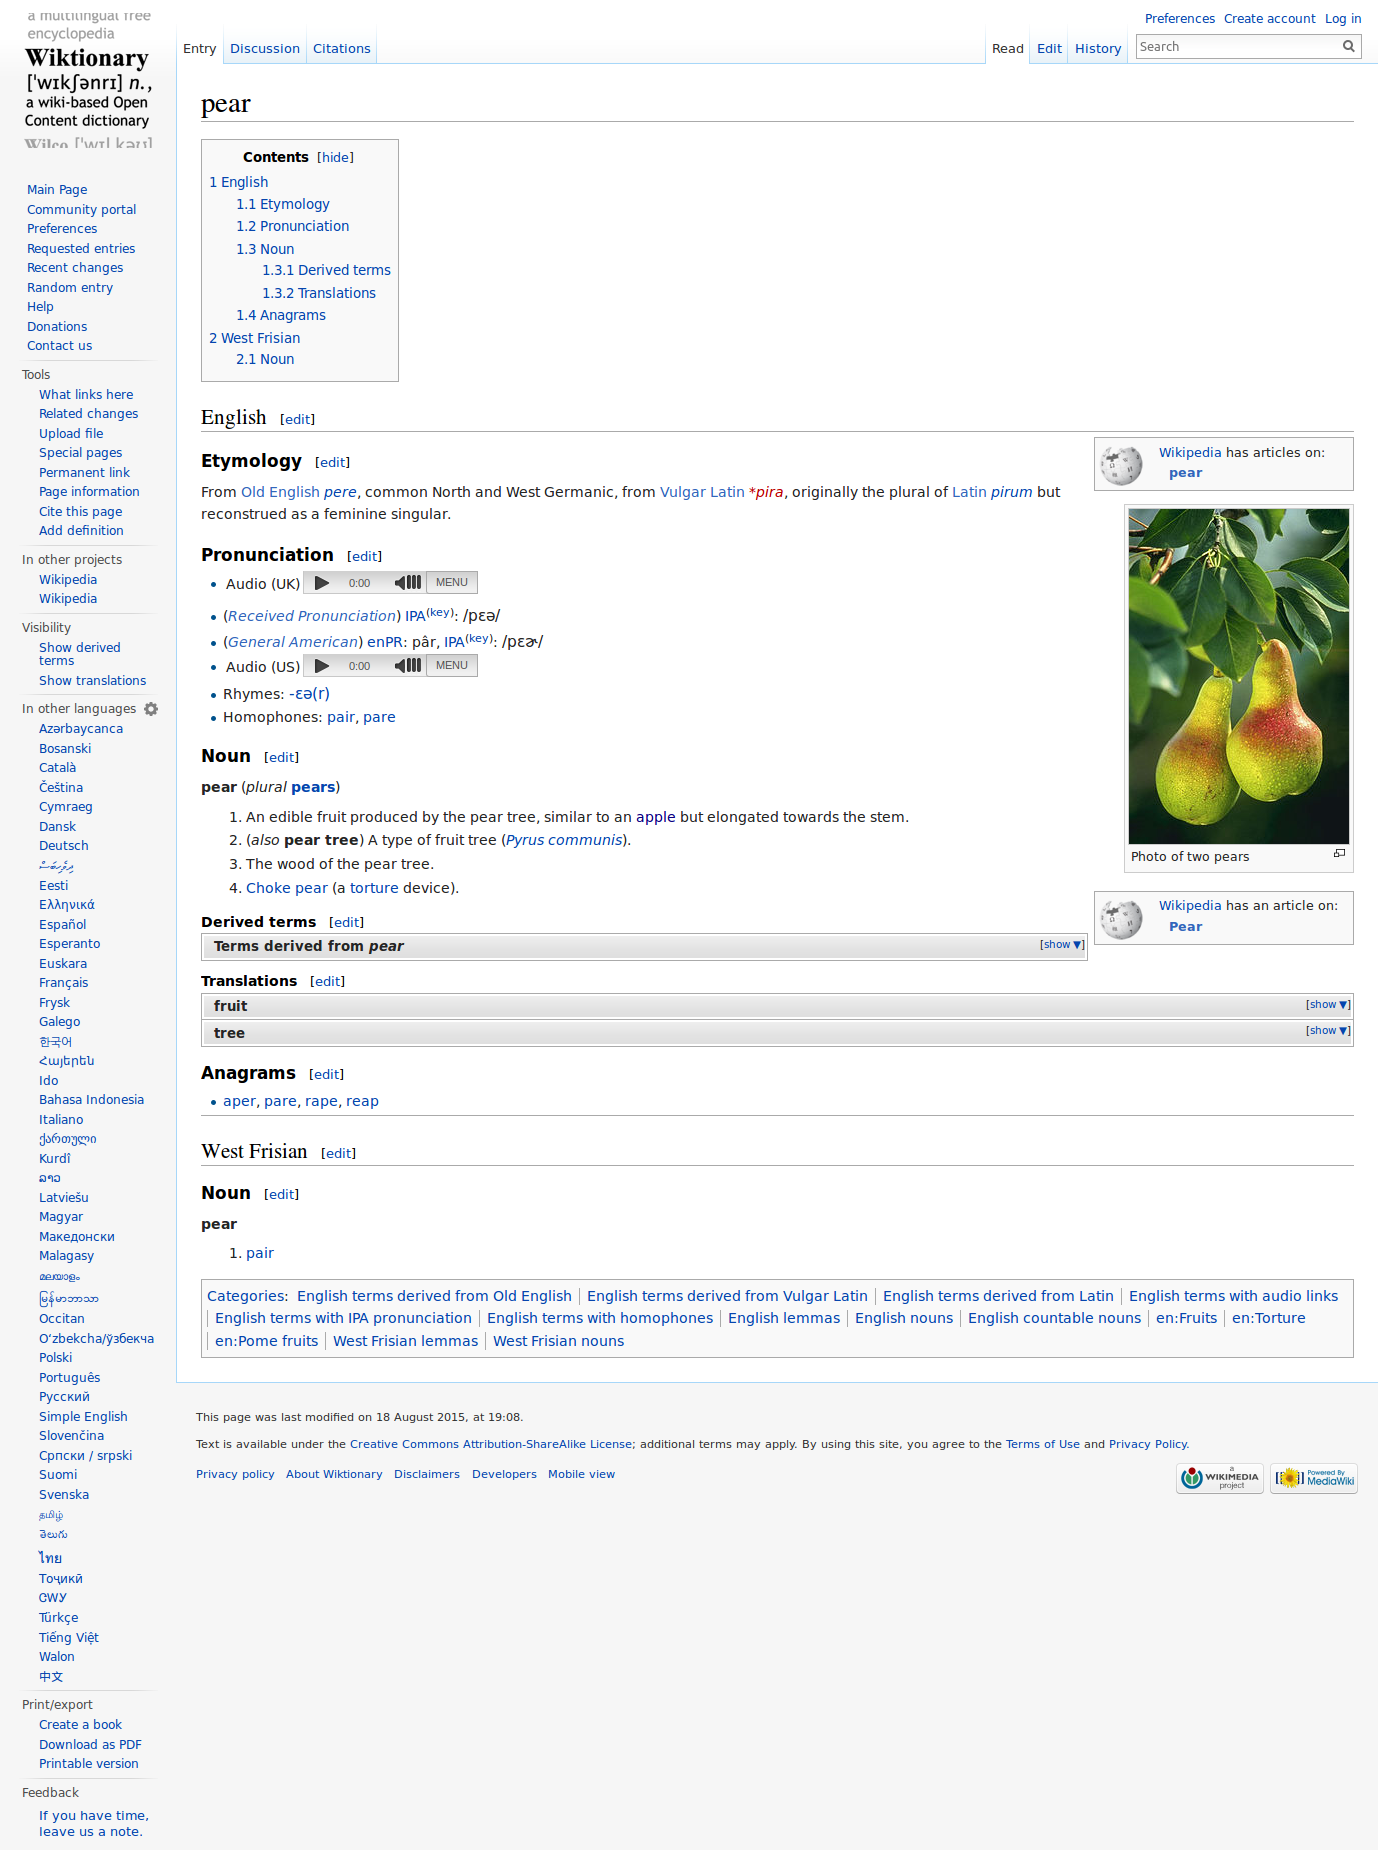 a multilingual free
encyclopedia
Wiktionary
['wɪkʃənrɪ] n.,
a wiki-based Open
Content dictionary
Wilco ['wɪl kəʊ]
Preferences Create account Log in
Entry Discussion Citations Read Edit History Search
pear
Contents [hide]
1 English
1.1 Etymology
1.2 Pronunciation
1.3 Noun
1.3.1 Derived terms
1.3.2 Translations
1.4 Anagrams
2 West Frisian
2.1 Noun
English [edit]
Wikipedia has articles on:
pear
Etymology [edit]
From Old English pere, common North and West Germanic, from Vulgar Latin *pira, originally the plural of Latin pirum but
reconstrued as a feminine singular.
Pronunciation [edit]
• Audio (UK) 0:00 MENU
• (Received Pronunciation) IPA(key): /pɛə/
• (General American) enPR: pâr, IPA(key): /pɛɚ/
• Audio (US) 0:00 MENU
• Rhymes: -ɛə(r)
• Homophones: pair, pare
Photo of two pears
Noun [edit]
pear (plural pears)
1. An edible fruit produced by the pear tree, similar to an apple but elongated towards the stem.
2. (also pear tree) A type of fruit tree (Pyrus communis).
3. The wood of the pear tree.
4. Choke pear (a torture device).
Wikipedia has an article on:
Pear
Derived terms [edit]
Terms derived from pear [show ▼]
Translations [edit]
fruit [show ▼]
tree [show ▼]
Anagrams [edit]
• aper, pare, rape, reap
West Frisian [edit]
Noun [edit]
pear
1. pair
Categories: English terms derived from Old English | English terms derived from Vulgar Latin | English terms derived from Latin | English terms with audio links
| English terms with IPA pronunciation | English terms with homophones | English lemmas | English nouns | English countable nouns | en:Fruits | en:Torture
| en:Pome fruits | West Frisian lemmas | West Frisian nouns
Main Page
Community portal
Preferences
Requested entries
Recent changes
Random entry
Help
Donations
Contact us
Tools
What links here
Related changes
Upload file
Special pages
Permanent link
Page information
Cite this page
Add definition
In other projects
Wikipedia
Wikipedia
Visibility
Show derived
terms
Show translations
In other languages
Azərbaycanca
Bosanski
Català
Čeština
Cymraeg
Dansk
Deutsch
ދިވެހިބަސް
Eesti
Ελληνικά
Español
Esperanto
Euskara
Français
Frysk
Galego
한국어
Հայերեն
Ido
Bahasa Indonesia
Italiano
ქართული
Kurdî
ລາວ
Latviešu
Magyar
Македонски
Malagasy
മലയാളം
မြန်မာဘာသာ
Occitan
Oʻzbekcha/ўзбекча
Polski
Português
Русский
Simple English
Slovenčina
Српски / srpski
Suomi
Svenska
தமிழ்
తెలుగు
ไทย
Тоҷикӣ
ᏣᎳᎩ
Türkçe
Tiếng Việt
Walon
中文
Print/export
Create a book
Download as PDF
Printable version
Feedback
If you have time,
leave us a note.
This page was last modified on 18 August 2015, at 19:08.
Text is available under the Creative Commons Attribution-ShareAlike License; additional terms may apply. By using this site, you agree to the Terms of Use and Privacy Policy.
Privacy policy About Wiktionary Disclaimers Developers Mobile view
a WIKIMEDIA project
Powered By MediaWiki